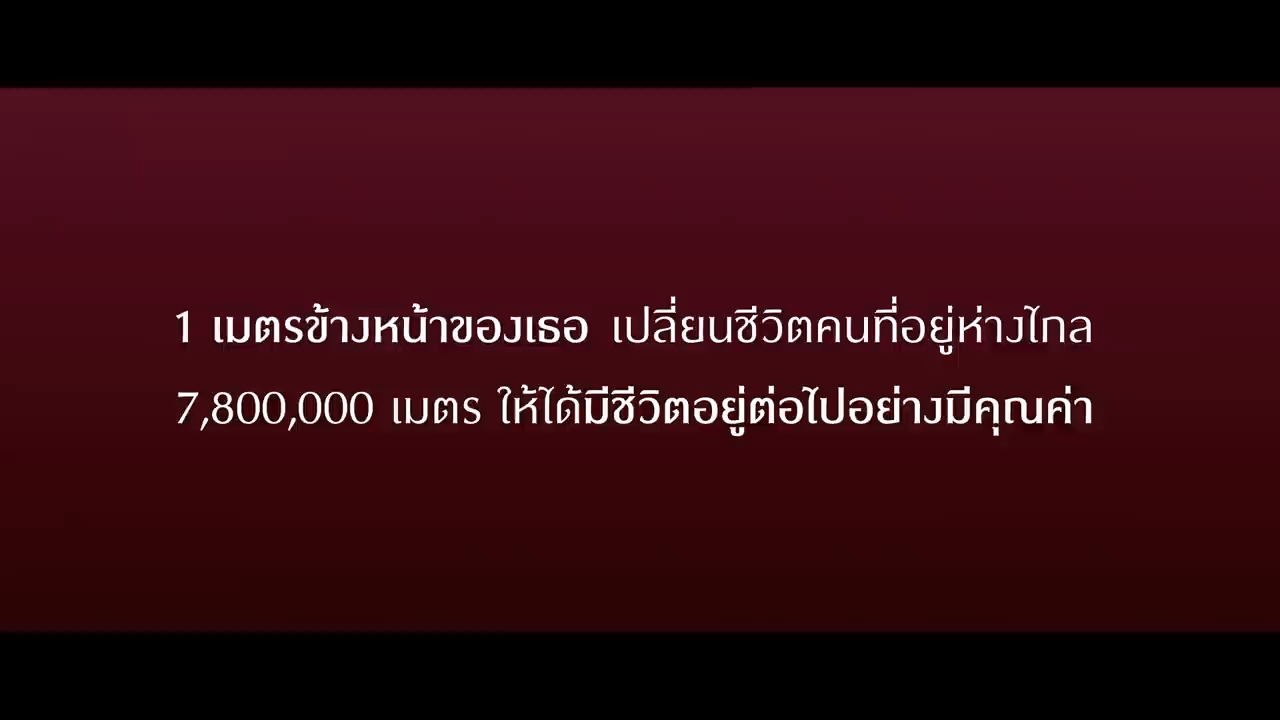 1 เมตรข้างหน้าของเธอ เปลี่ยนชีวิตคนที่อยู่ห่างไกล
7,800,000 เมตร ให้ได้มีชีวิตอยู่ต่อไปอย่างมีคุณค่า